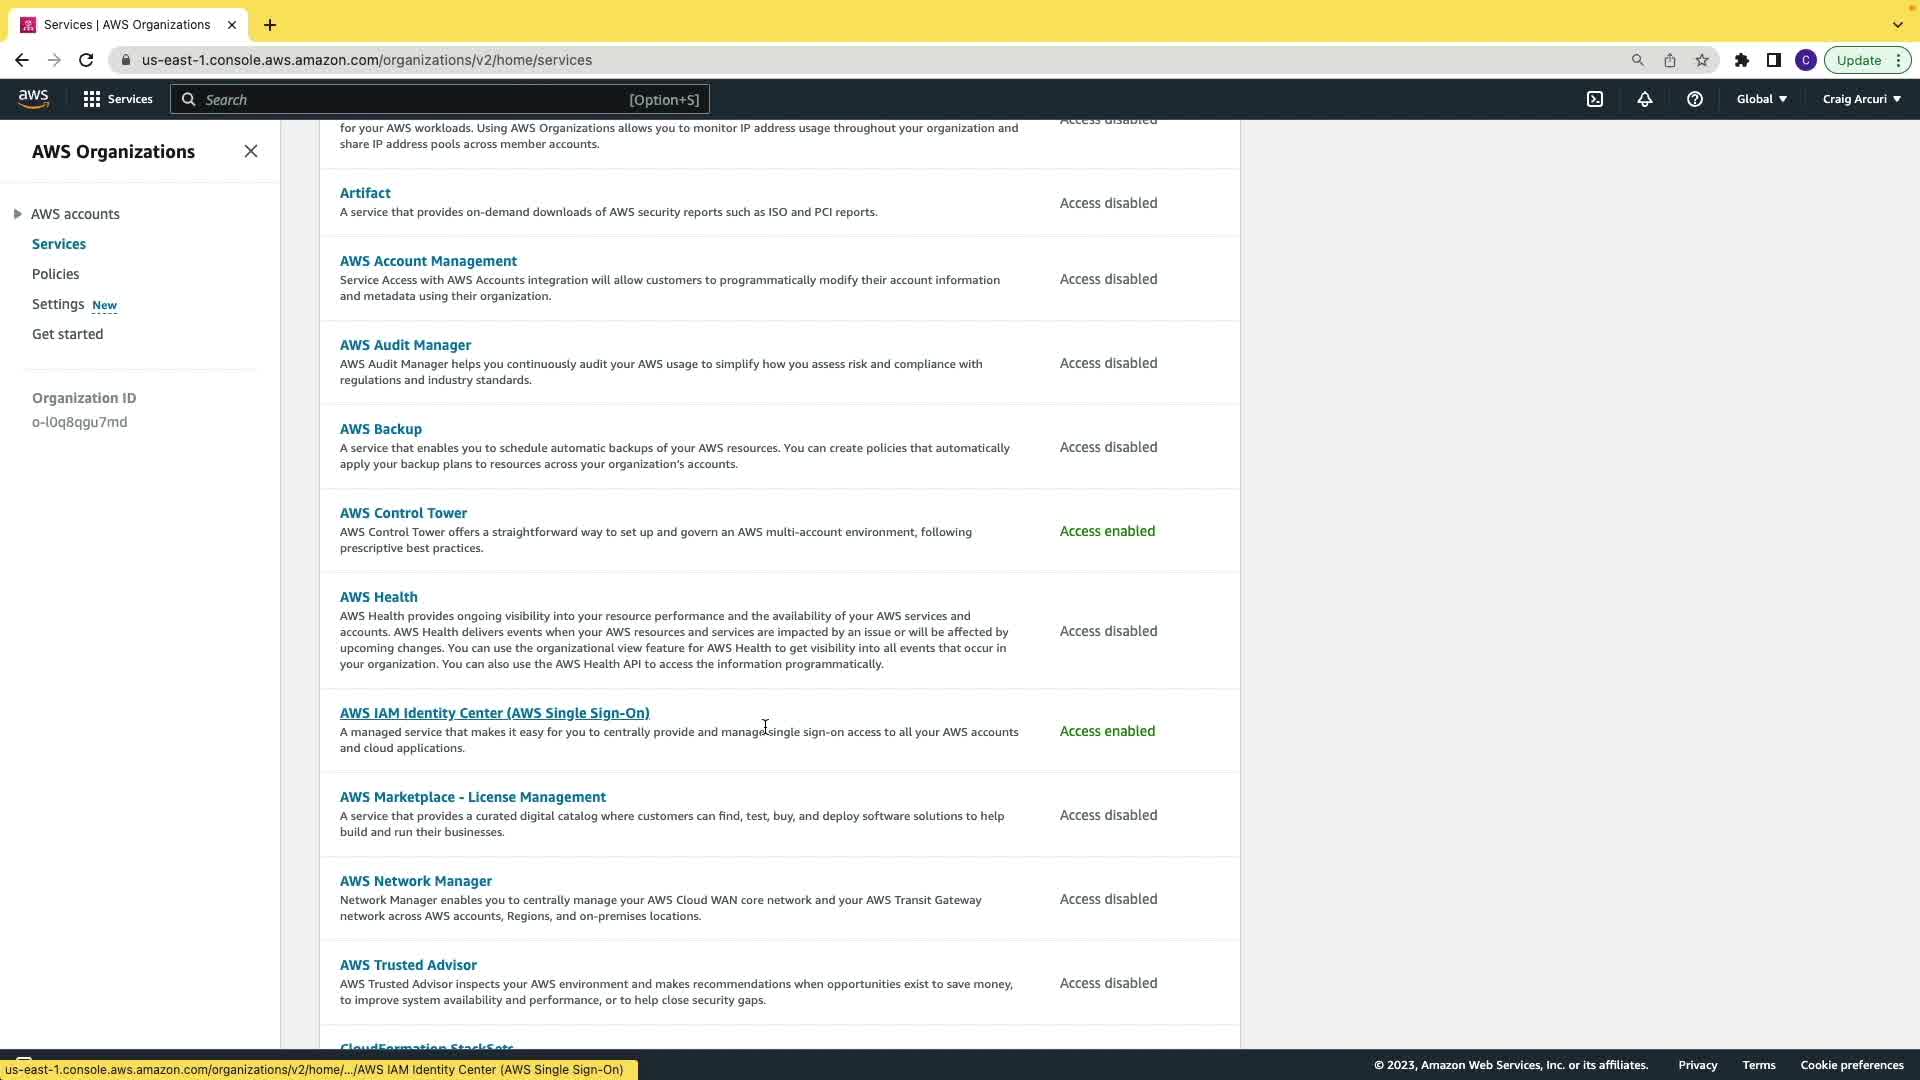 Services | AWS Organizations
us-east-1.console.aws.amazon.com/organizations/v2/home/services
C
Update
aws
Services
Search
[Option+S]
Global
Craig Arcuri
AWS Organizations
AWS accounts
Services
Policies
Settings New
Get started
Organization ID
o-l0q8qgu7md
for your AWS workloads. Using AWS Organizations allows you to monitor IP address usage throughout your organization and
share IP address pools across member accounts.
Access disabled
Artifact
A service that provides on-demand downloads of AWS security reports such as ISO and PCI reports.
Access disabled
AWS Account Management
Service Access with AWS Accounts integration will allow customers to programmatically modify their account information
and metadata using their organization.
Access disabled
AWS Audit Manager
AWS Audit Manager helps you continuously audit your AWS usage to simplify how you assess risk and compliance with
regulations and industry standards.
Access disabled
AWS Backup
A service that enables you to schedule automatic backups of your AWS resources. You can create policies that automatically
apply your backup plans to resources across your organization's accounts.
Access disabled
AWS Control Tower
AWS Control Tower offers a straightforward way to set up and govern an AWS multi-account environment, following
prescriptive best practices.
Access enabled
AWS Health
AWS Health provides ongoing visibility into your resource performance and the availability of your AWS services and
accounts. AWS Health delivers events when your AWS resources and services are impacted by an issue or will be affected by
upcoming changes. You can use the organizational view feature for AWS Health to get visibility into all events that occur in
your organization. You can also use the AWS Health API to access the information programmatically.
Access disabled
AWS IAM Identity Center (AWS Single Sign-On)
A managed service that makes it easy for you to centrally provide and manage single sign-on access to all your AWS accounts
and cloud applications.
Access enabled
AWS Marketplace - License Management
A service that provides a curated digital catalog where customers can find, test, buy, and deploy software solutions to help
build and run their businesses.
Access disabled
AWS Network Manager
Network Manager enables you to centrally manage your AWS Cloud WAN core network and your AWS Transit Gateway
network across AWS accounts, Regions, and on-premises locations.
Access disabled
AWS Trusted Advisor
AWS Trusted Advisor inspects your AWS environment and makes recommendations when opportunities exist to save money,
to improve system availability and performance, or to help close security gaps.
Access disabled
CloudFormation StackSets
us-east-1.console.aws.amazon.com/organizations/v2/home/.../AWS IAM Identity Center (AWS Single Sign-On)
© 2023, Amazon Web Services, Inc. or its affiliates.
Privacy
Terms
Cookie preferences